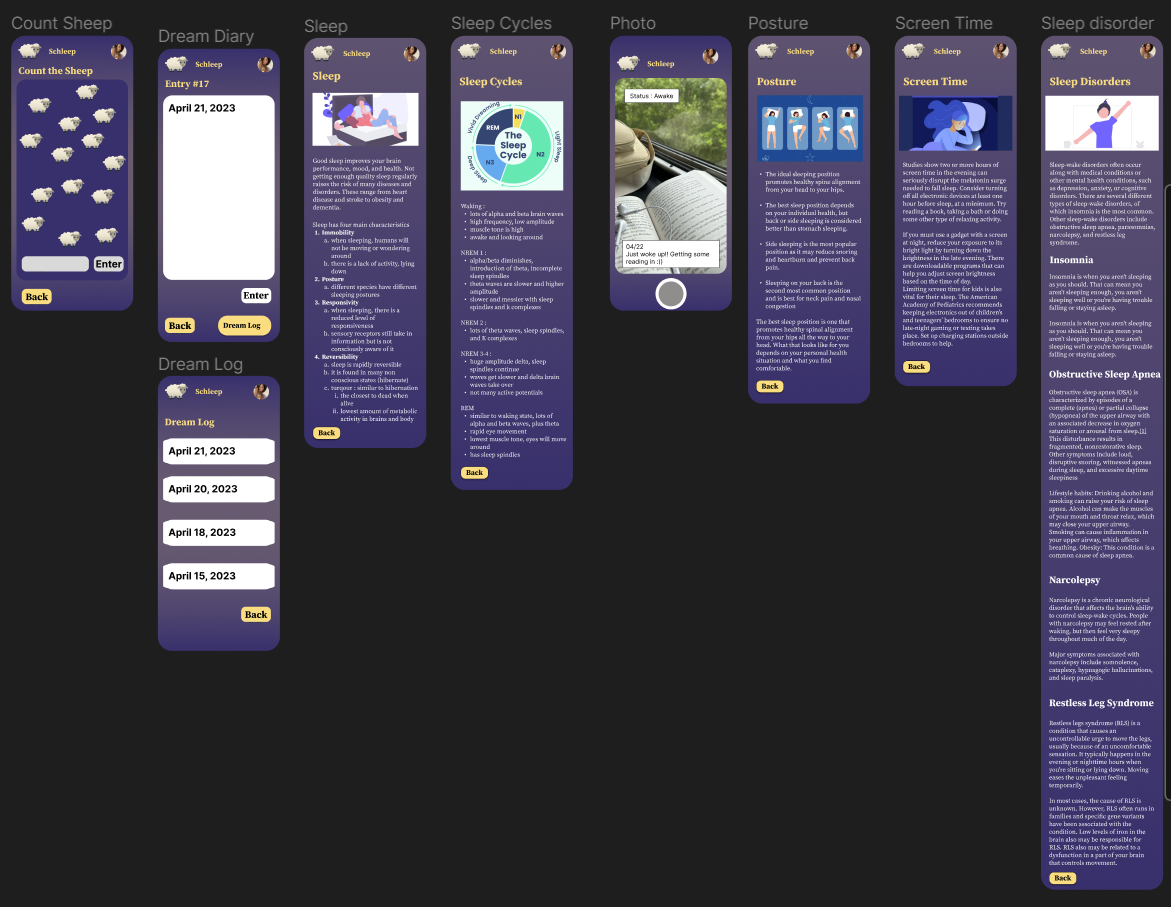 Count Sheep
Schleep
Count the Sheep
Enter
Back
Dream Diary
Schleep
Entry #17
April 21, 2023
Enter
Back
Dream Log
Dream Log
Schleep
Dream Log
April 21, 2023
April 20, 2023
April 18, 2023
April 15, 2023
Back
Sleep
Schleep
Sleep
Good sleep improves your brain
performance, mood, and health. Not
getting enough quality sleep regularly
raises the risk of many diseases and
disorders. These range from heart
disease and stroke to obesity and
dementia.
Sleep has four main characteristics
1. Immobility
a. when sleeping, humans will
not be moving or wondering
around
b. there is a lack of activity, lying
down
2. Posture
a. different species have different
sleeping postures
3. Responsivity
a. when sleeping, there is a
reduced level of
responsiveness
b. sensory receptors still take in
information but is not
consciously aware of it
4. Reversibility
a. sleep is rapidly reversible
b. it is found in many non
conscious states (hibernate)
c. turpour : similar to hibernation
i. the closest to dead when
alive
ii. lowest amount of metabolic
activity in brains and body
Back
Sleep Cycles
Schleep
Sleep Cycles
Vivid Dreaming
Light Sleep
Deep Sleep
REM
N1
N2
N3
The
Sleep
Cycle
Waking :
• lots of alpha and beta brain waves
• high frequency, low amplitude
• muscle tone is high
• awake and looking around
NREM 1 :
• alpha/beta diminishes,
introduction of theta, incomplete
sleep spindles
• theta waves are slower and higher
amplitude
• slower and messier with sleep
spindles and k complexes
NREM 2 :
• lots of theta waves, sleep spindles,
and K complexes
NREM 3-4 :
• huge amplitude delta, sleep
spindles continue
• waves get slower and delta brain
waves take over
• not many active potentials
REM
• similar to waking state, lots of
alpha and beta waves, plus theta
• rapid eye movement
• lowest muscle tone, eyes will move
around
• has sleep spindles
Back
Photo
Schleep
Status : Awake
04/22
Just woke up!! Getting some
reading in :))
Posture
Schleep
Posture
• The ideal sleeping position
promotes healthy spine alignment
from your head to your hips.
• The best sleep position depends
on your individual health, but
back or side sleeping is considered
better than stomach sleeping.
• Side sleeping is the most popular
position as it may reduce snoring
and heartburn and prevent back
pain.
• Sleeping on your back is the
second most common position
and is best for neck pain and nasal
congestion
The best sleep position is one that
promotes healthy spinal alignment
from your hips all the way to your
head. What that looks like for you
depends on your personal health
situation and what you find
comfortable.
Back
Screen Time
Schleep
Screen Time
Studies show two or more hours of
screen time in the evening can
seriously disrupt the melatonin surge
needed to fall sleep. Consider turning
off all electronic devices at least one
hour before sleep, at a minimum. Try
reading a book, taking a bath or doing
some other type of relaxing activity.
If you must use a gadget with a screen
at night, reduce your exposure to its
bright light by turning down the
brightness in the late evening. There
are downloadable programs that can
help you adjust screen brightness
based on the time of day.
Limiting screen time for kids is also
vital for their sleep. The American
Academy of Pediatrics recommends
keeping electronics out of children's
and teenagers' bedrooms to ensure no
late-night gaming or texting takes
place. Set up charging stations outside
bedrooms to help.
Back
Sleep disorder
Schleep
Sleep Disorders
Sleep-wake disorders often occur
along with medical conditions or
other mental health conditions, such
as depression, anxiety, or cognitive
disorders. There are several different
types of sleep-wake disorders, of
which insomnia is the most common.
Other sleep-wake disorders include
obstructive sleep apnea, parasomnias,
narcolepsy, and restless leg
syndrome.
Insomnia
Insomnia is when you aren't sleeping
as you should. That can mean you
aren't sleeping enough, you aren't
sleeping well or you're having trouble
falling or staying asleep.
Insomnia is when you aren't sleeping
as you should. That can mean you
aren't sleeping enough, you aren't
sleeping well or you're having trouble
falling or staying asleep.
Obstructive Sleep Apnea
Obstructive sleep apnea (OSA) is
characterized by episodes of a
complete (apnea) or partial collapse
(hypopnea) of the upper airway with
an associated decrease in oxygen
saturation or arousal from sleep.[1]
This disturbance results in
fragmented, nonrestorative sleep.
Other symptoms include loud,
disruptive snoring, witnessed apneas
during sleep, and excessive daytime
sleepiness
Lifestyle habits: Drinking alcohol and
smoking can raise your risk of sleep
apnea. Alcohol can make the muscles
of your mouth and throat relax, which
may close your upper airway.
Smoking can cause inflammation in
your upper airway, which affects
breathing. Obesity: This condition is a
common cause of sleep apnea.
Narcolepsy
Narcolepsy is a chronic neurological
disorder that affects the brain's ability
to control sleep-wake cycles. People
with narcolepsy may feel rested after
waking, but then feel very sleepy
throughout much of the day.
Major symptoms associated with
narcolepsy include somnolence,
cataplexy, hypnagogic hallucinations,
and sleep paralysis.
Restless Leg Syndrome
Restless legs syndrome (RLS) is a
condition that causes an
uncontrollable urge to move the legs,
usually because of an uncomfortable
sensation. It typically happens in the
evening or nighttime hours when
you're sitting or lying down. Moving
eases the unpleasant feeling
temporarily.
In most cases, the cause of RLS is
unknown. However, RLS often runs in
families and specific gene variants
have been associated with the
condition. Low levels of iron in the
brain also may be responsible for
RLS. RLS also may be related to a
dysfunction in a part of your brain
that controls movement.
Back